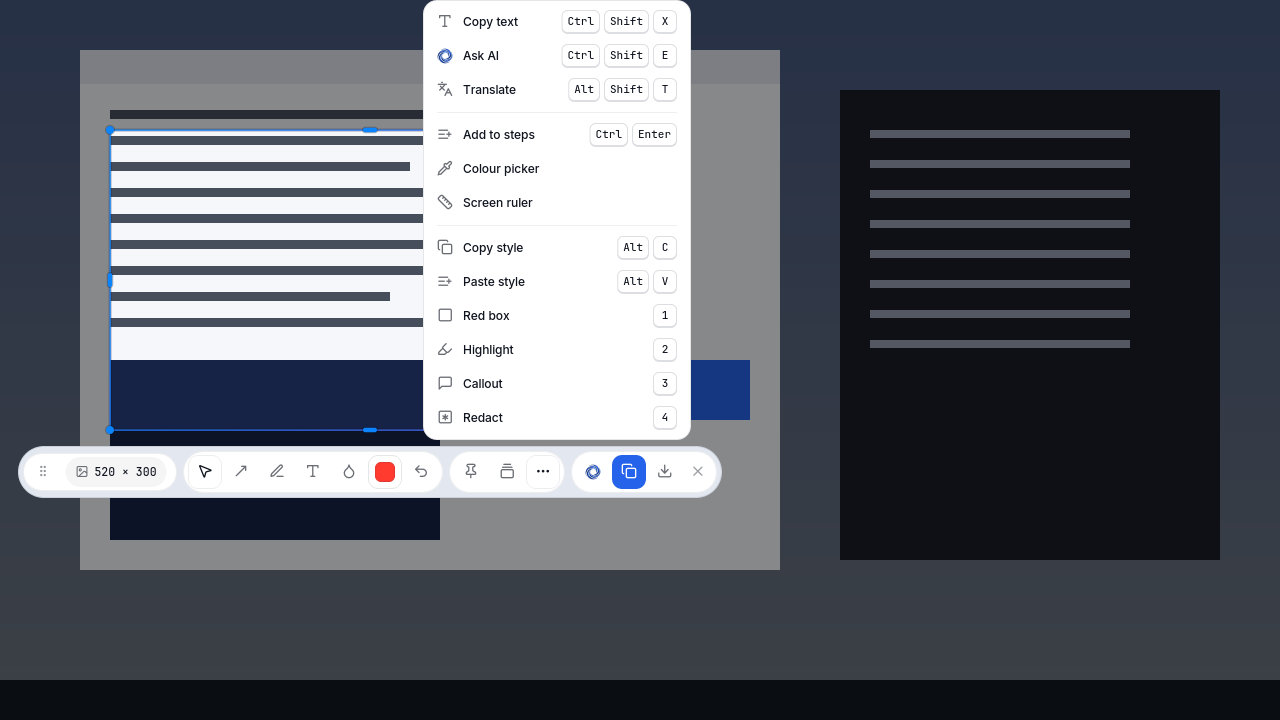 Copy text Ctrl Shift X
Ask AI Ctrl Shift E
Translate Alt Shift T
Add to steps Ctrl Enter
Colour picker
Screen ruler
Copy style Alt C
Paste style Alt V
Red box 1
Highlight 2
Callout 3
Redact 4
520 × 300